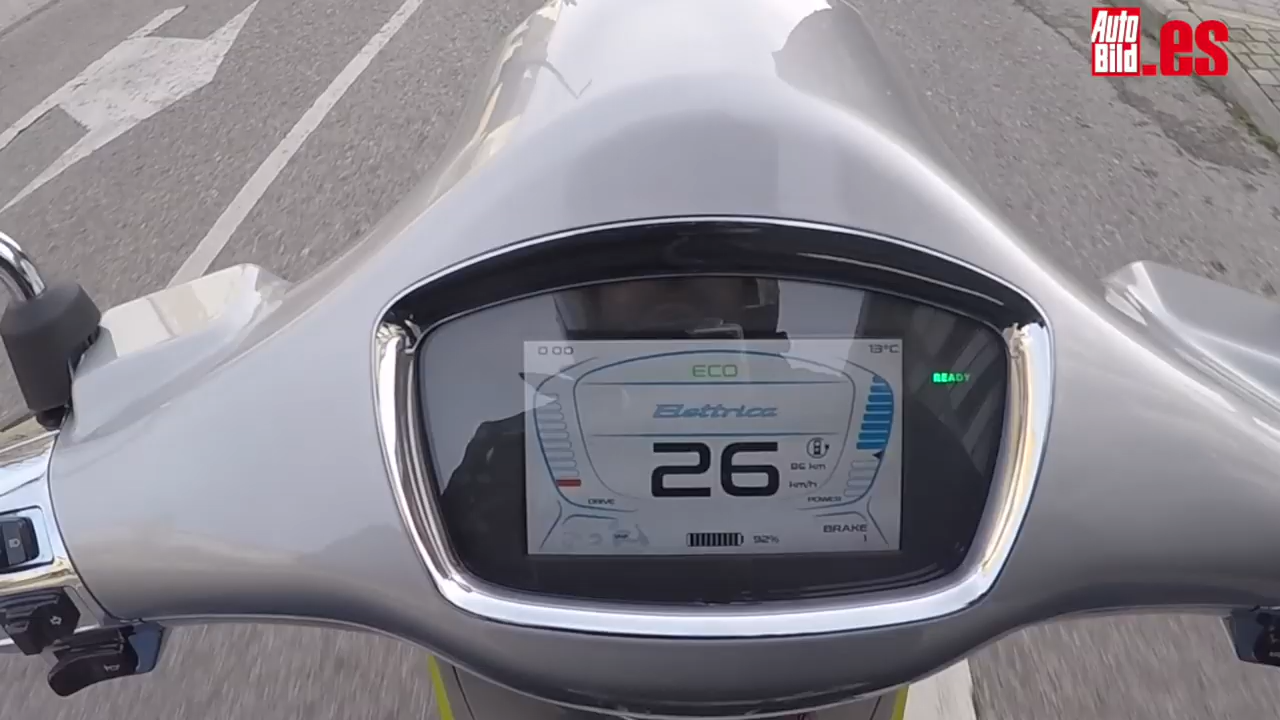 Auto
Bild.es
13°C
ECO
READY
Elettrica
26
86 km
km/h
DRIVE
POWER
BRAKE
1
92%